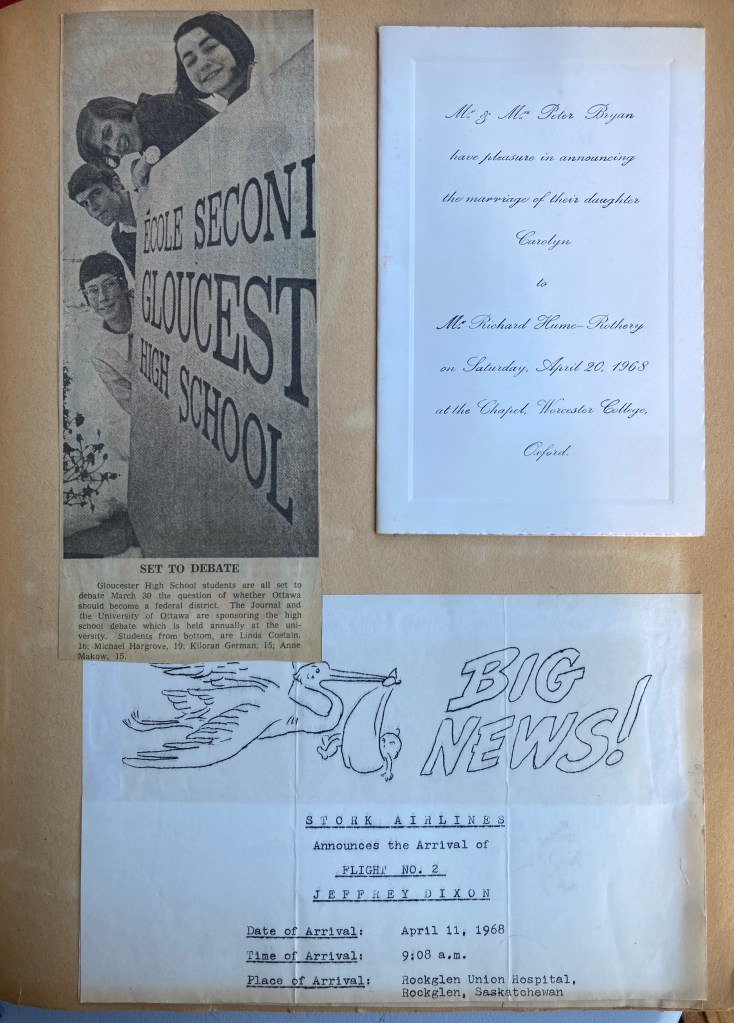 ÉCOLE SECON
GLOUCEST
HIGH SCHOOL
SET TO DEBATE
Gloucester High School students are all set to
debate March 30 the question of whether Ottawa
should become a federal district. The Journal and
the University of Ottawa are sponsoring the high
school debate which is held annually at the uni-
versity. Students from bottom, are Linda Costain,
16; Michael Hargrove, 19; Kiloran German, 15; Anne
Makow, 15.
Mr. & Mrs. Peter Bryan
have pleasure in announcing
the marriage of their daughter
Carolyn
to
Mr. Richard Hume-Rothery
on Saturday, April 20, 1968
at the Chapel, Worcester College,
Oxford.
BIG
NEWS!
STORK AIRLINES
Announces the Arrival of
FLIGHT NO. 2
JEFFREY DIXON
Date of Arrival: April 11, 1968
Time of Arrival: 9:08 a.m.
Place of Arrival: Rockglen Union Hospital,
Rockglen, Saskatchewan